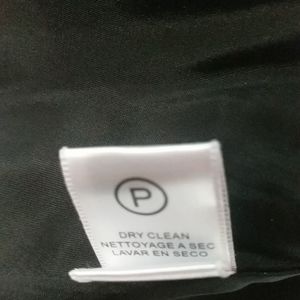 P
DRY CLEAN
NETTOYAGE A SEC
LAVAR EN SECO